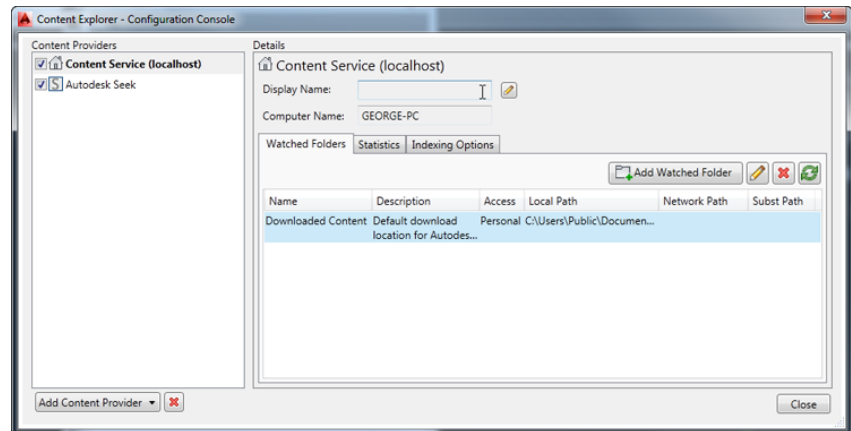 Content Explorer - Configuration Console
Content Providers
Content Service (localhost)
Autodesk Seek
Add Content Provider
Details
Content Service (localhost)
Display Name:
Computer Name: GEORGE-PC
Watched Folders Statistics Indexing Options
Add Watched Folder
Name Description Access Local Path Network Path Subst Path
Downloaded Content Default download Personal C:\Users\Public\Documen...
location for Autodes...
Close